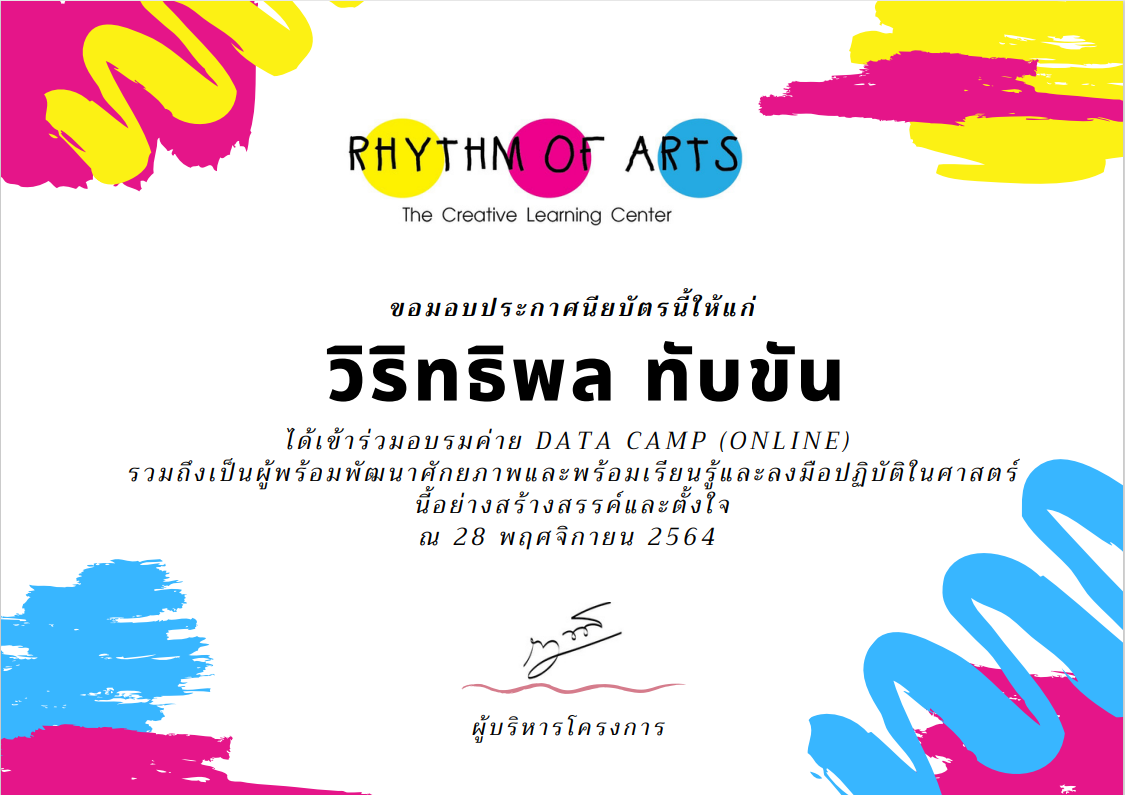 RHYTHM OF ARTS
The Creative Learning Center
ขอมอบประกาศนียบัตรนี้ให้แก่
วิริทธิพล ทับขัน
ได้เข้าร่วมอบรมค่าย DATA CAMP (ONLINE)
รวมถึงเป็นผู้พร้อมพัฒนาศักยภาพและพร้อมเรียนรู้และลงมือปฏิบัติในศาสตร์
นี้อย่างสร้างสรรค์และตั้งใจ
ณ 28 พฤศจิกายน 2564
ผู้บริหารโครงการ